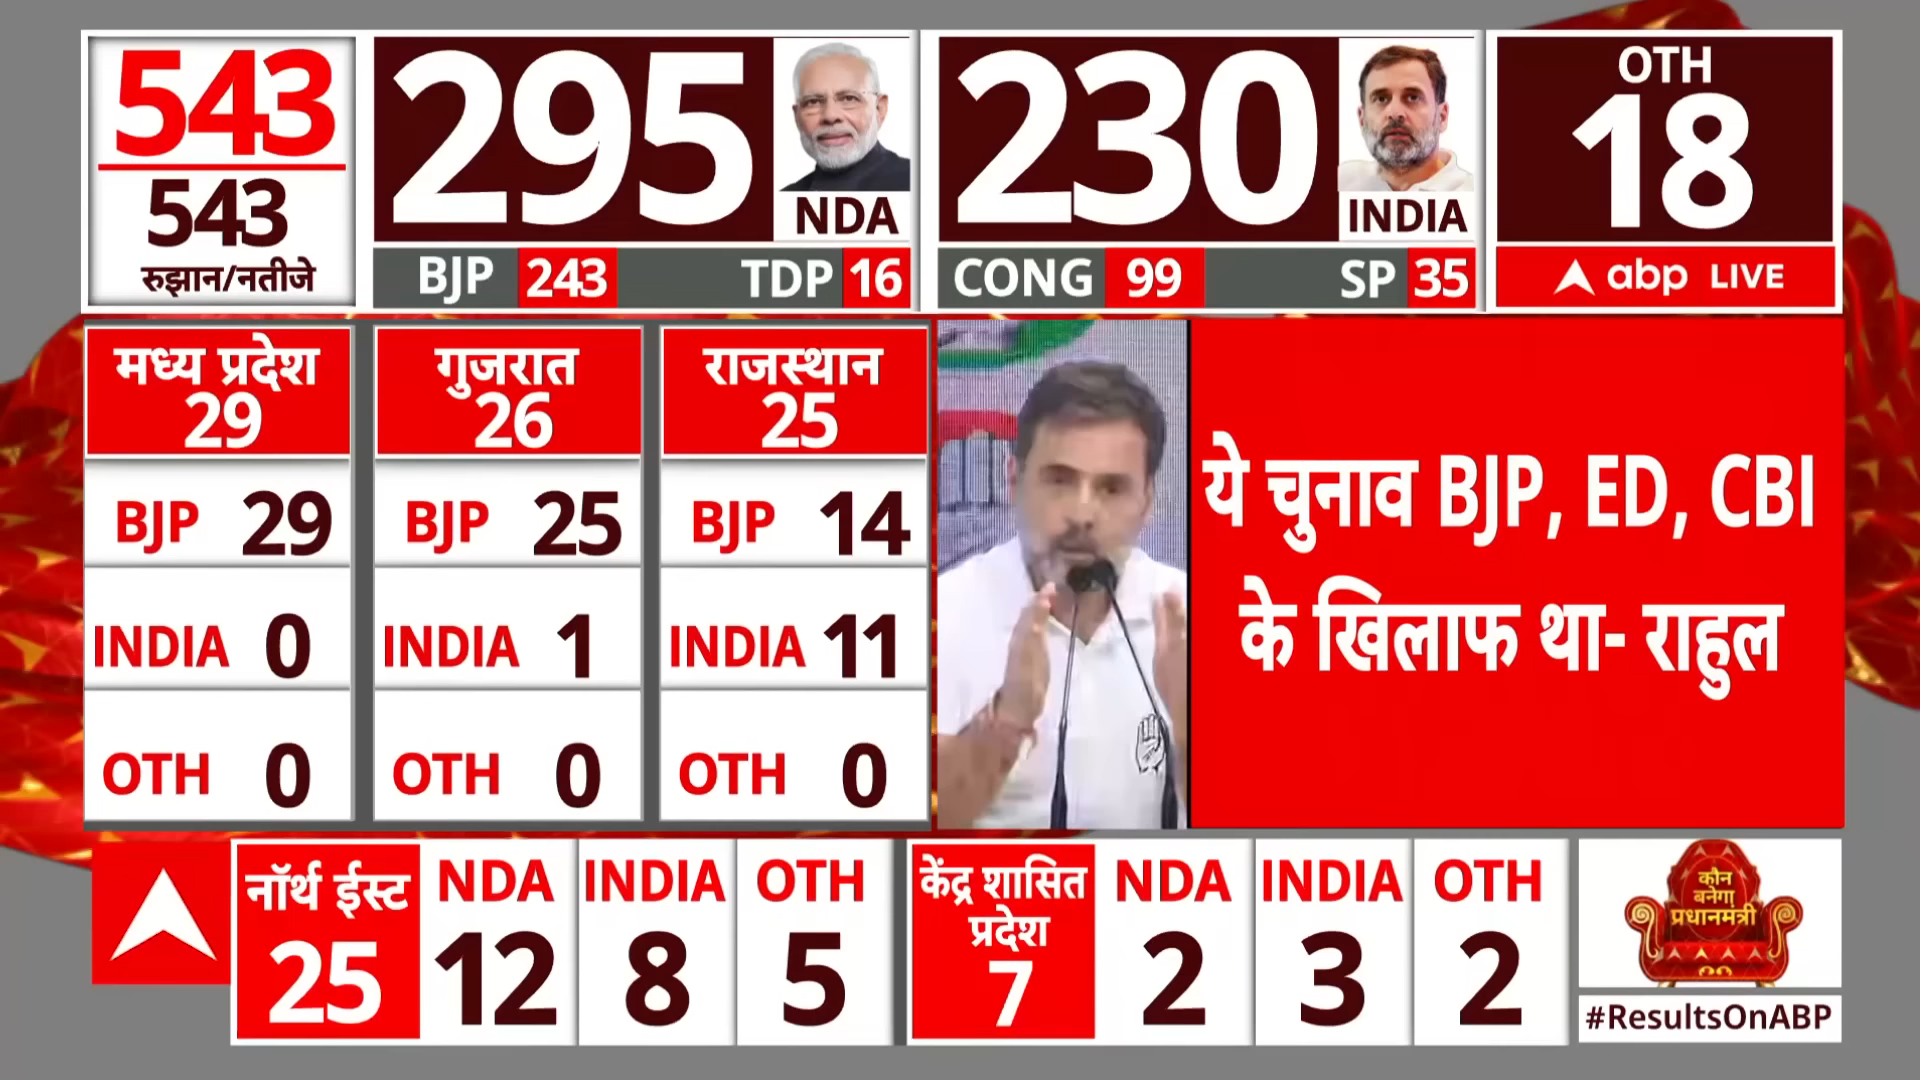 543
543
रुझान/नतीजे
295
NDA
BJP 243 TDP 16
230
INDIA
CONG 99 SP 35
OTH
18
abp LIVE
मध्य प्रदेश
29
BJP 29
INDIA 0
OTH 0
गुजरात
26
BJP 25
INDIA 1
OTH 0
राजस्थान
25
BJP 14
INDIA 11
OTH 0
ये चुनाव BJP, ED, CBI
के खिलाफ था- राहुल
नॉर्थ ईस्ट
25
NDA
12
INDIA
8
OTH
5
केंद्र शासित
प्रदेश
7
NDA
2
INDIA
3
OTH
2
कौन
बनेगा
प्रधानमंत्री
#ResultsOnABP